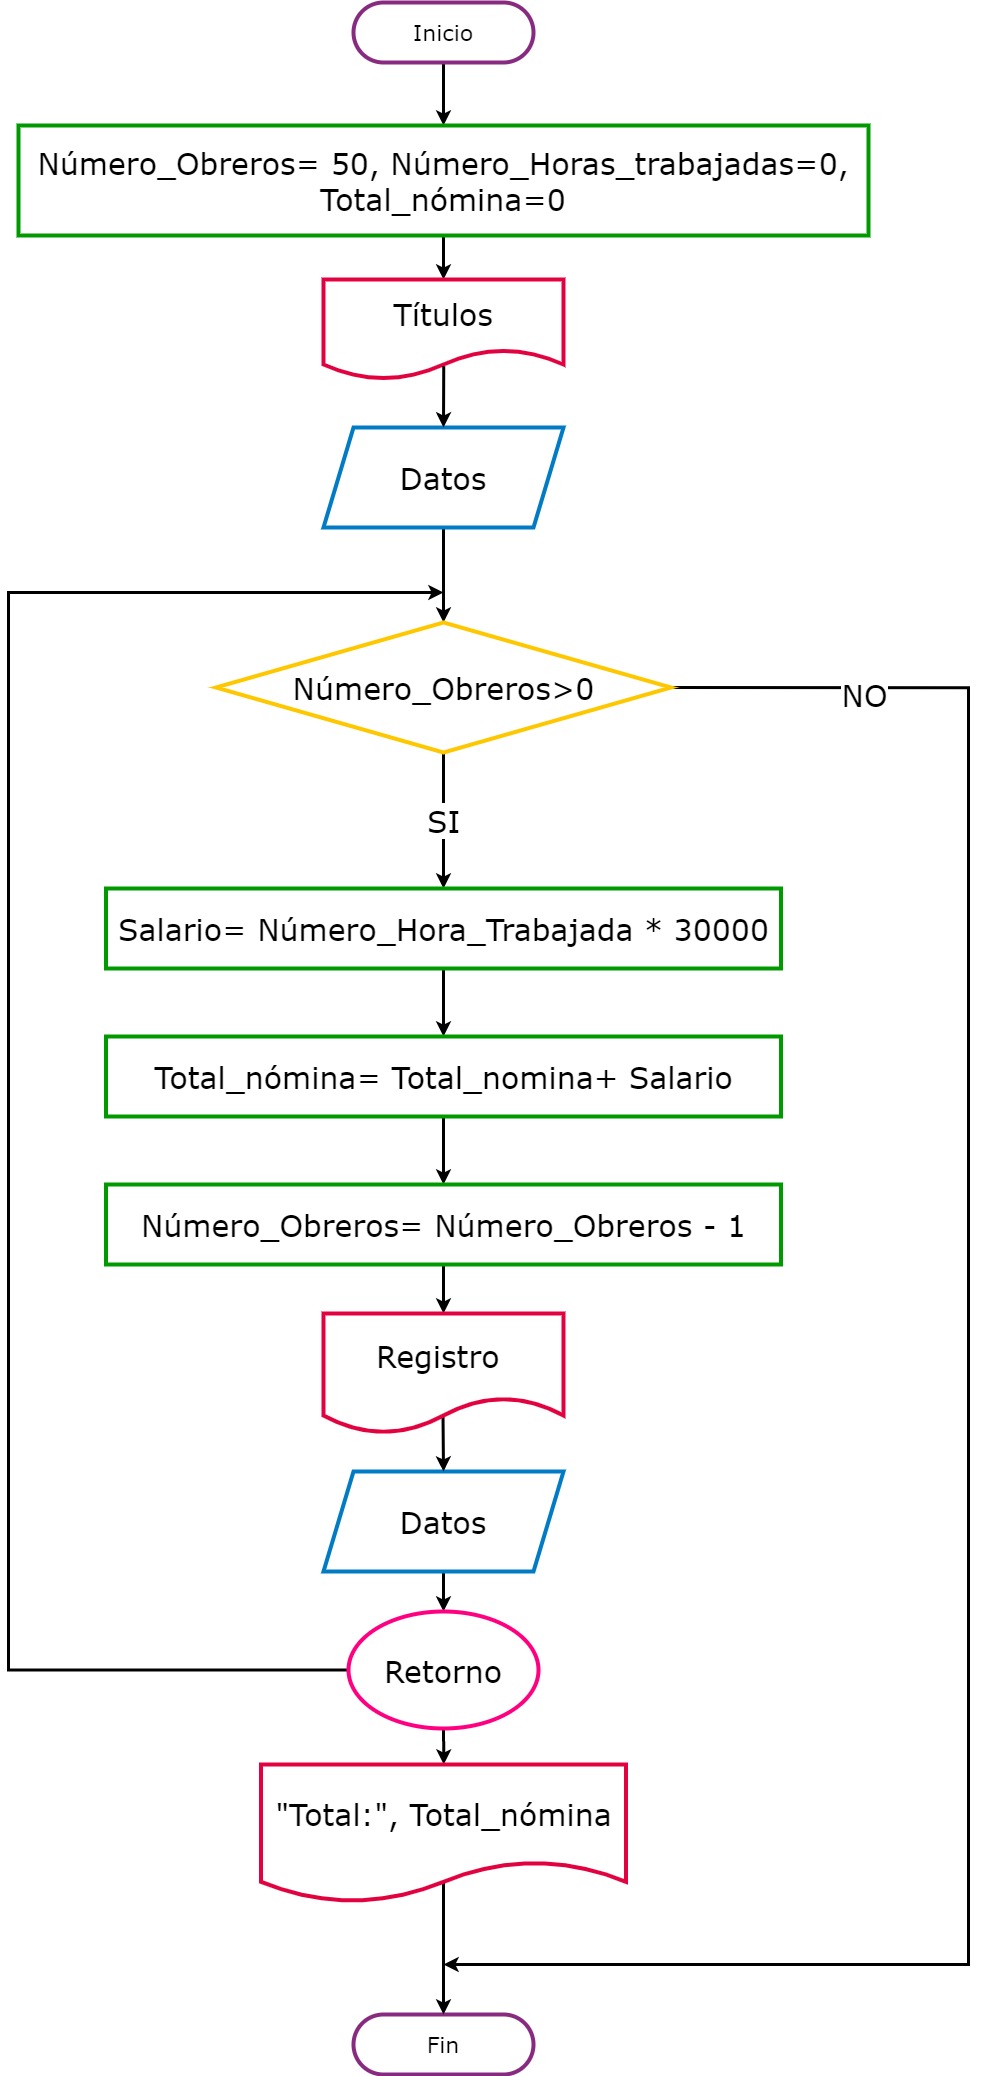 Inicio
Número_Obreros= 50, Número_Horas_trabajadas=0,
Total_nómina=0
Títulos
Datos
Número_Obreros>0
NO
SI
Salario= Número_Hora_Trabajada * 30000
Total_nómina= Total_nomina+ Salario
Número_Obreros= Número_Obreros - 1
Registro
Datos
Retorno
"Total:", Total_nómina
Fin